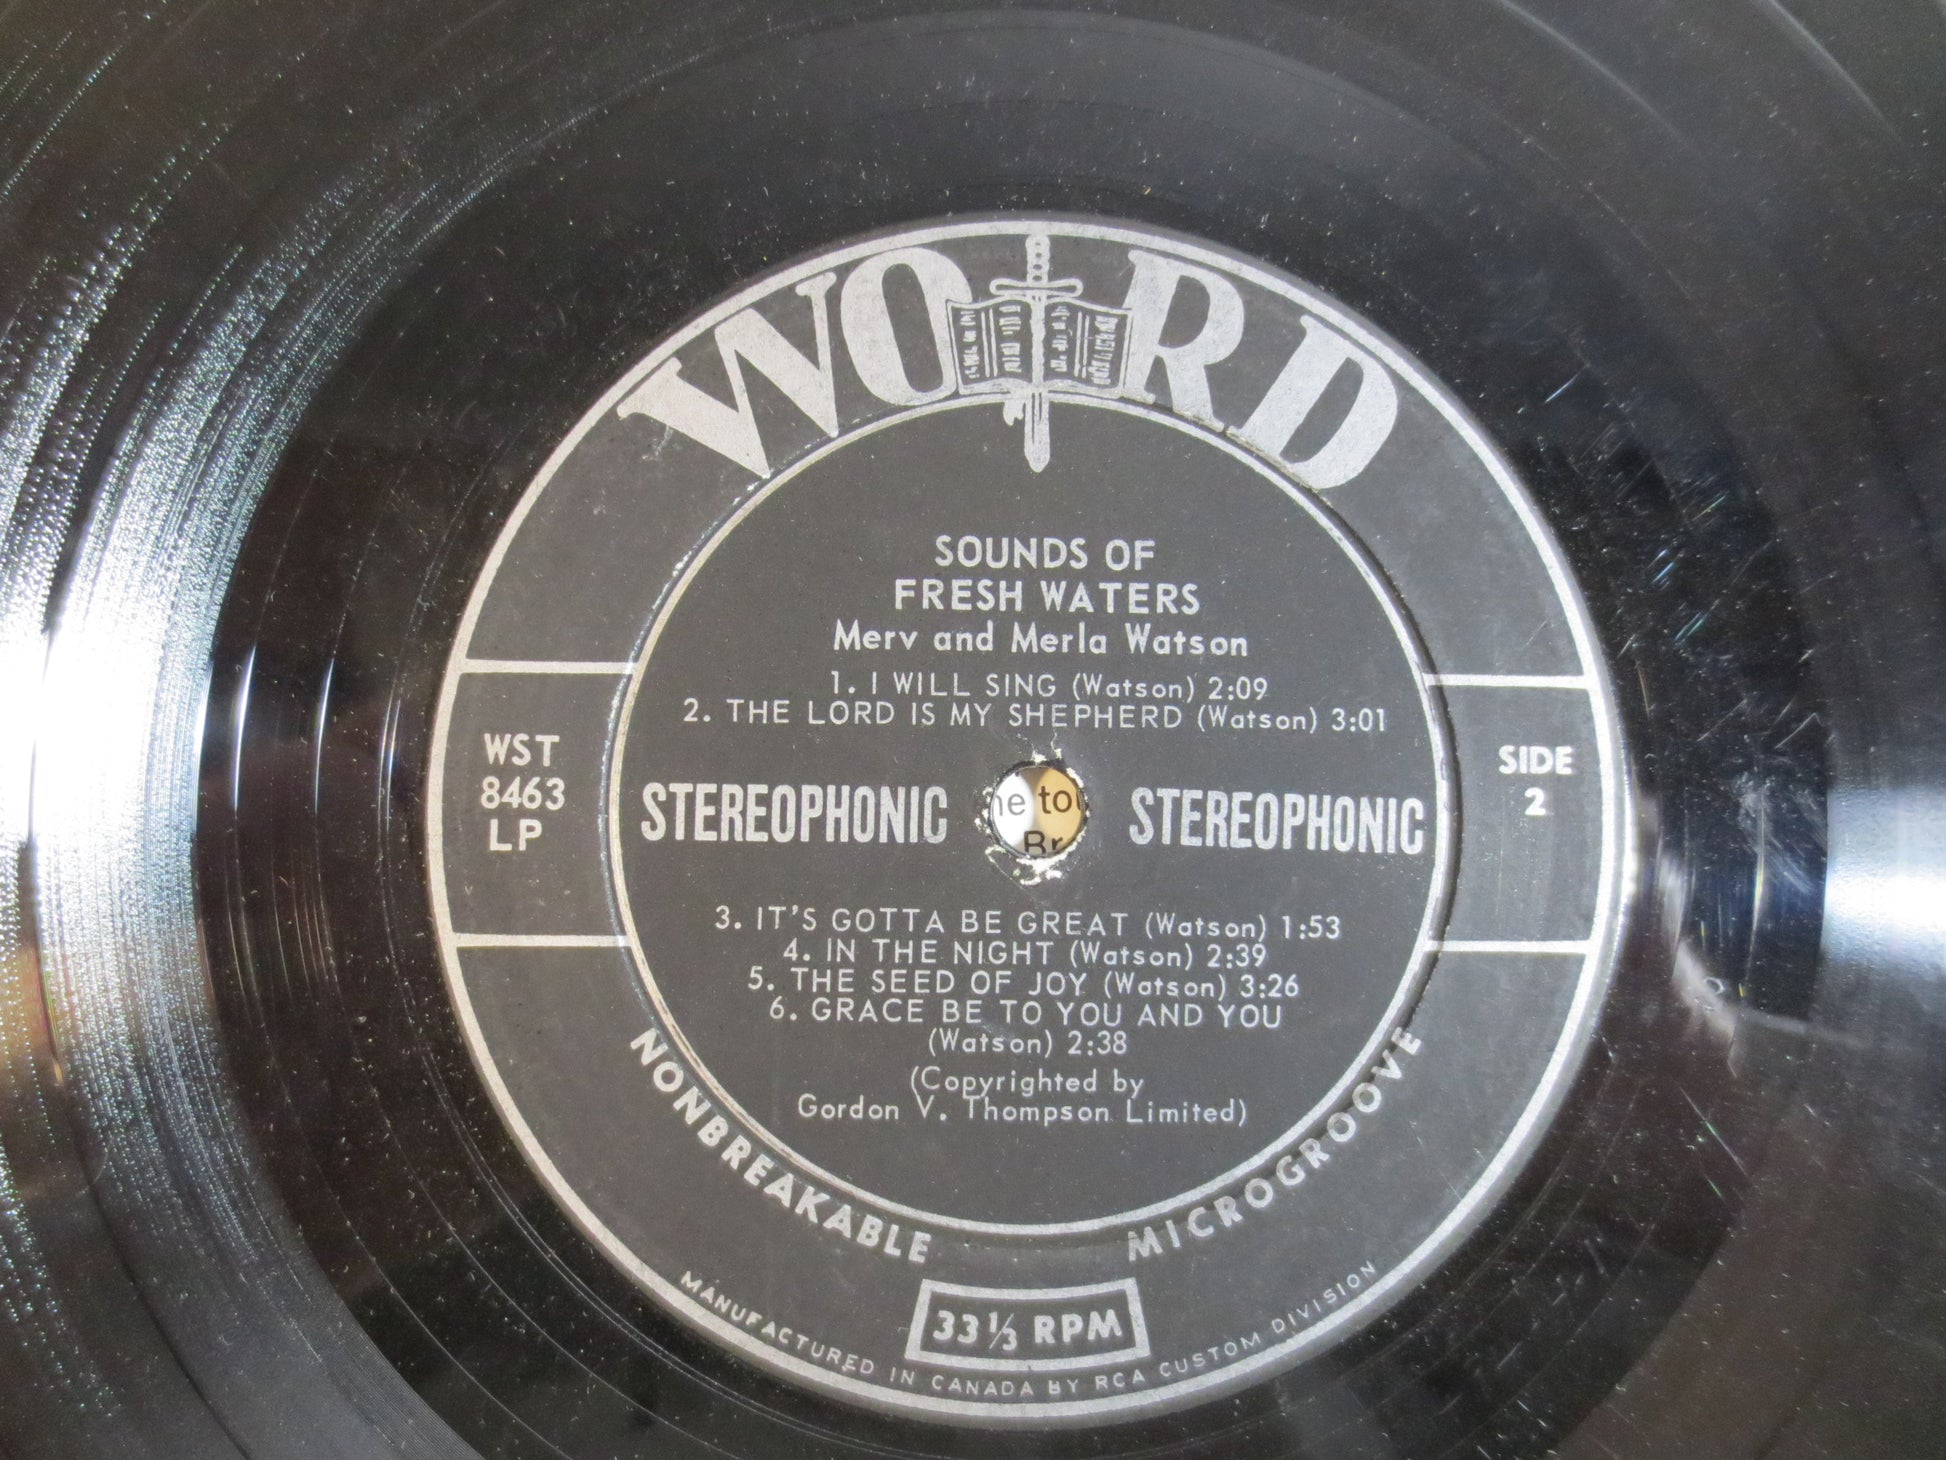 WORD
SOUNDS OF
FRESH WATERS
Merv and Merla Watson
1. I WILL SING (Watson) 2:09
2. THE LORD IS MY SHEPHERD (Watson) 3:01
WST
8463
LP
STEREOPHONIC
STEREOPHONIC
SIDE
2
3. IT'S GOTTA BE GREAT (Watson) 1:53
4. IN THE NIGHT (Watson) 2:39
5. THE SEED OF JOY (Watson) 3:26
6. GRACE BE TO YOU AND YOU
(Watson) 2:38
(Copyrighted by
Gordon V. Thompson Limited)
NONBREAKABLE
MICROGROOVE
33 1/3 RPM
MANUFACTURED IN CANADA BY RCA CUSTOM DIVISION